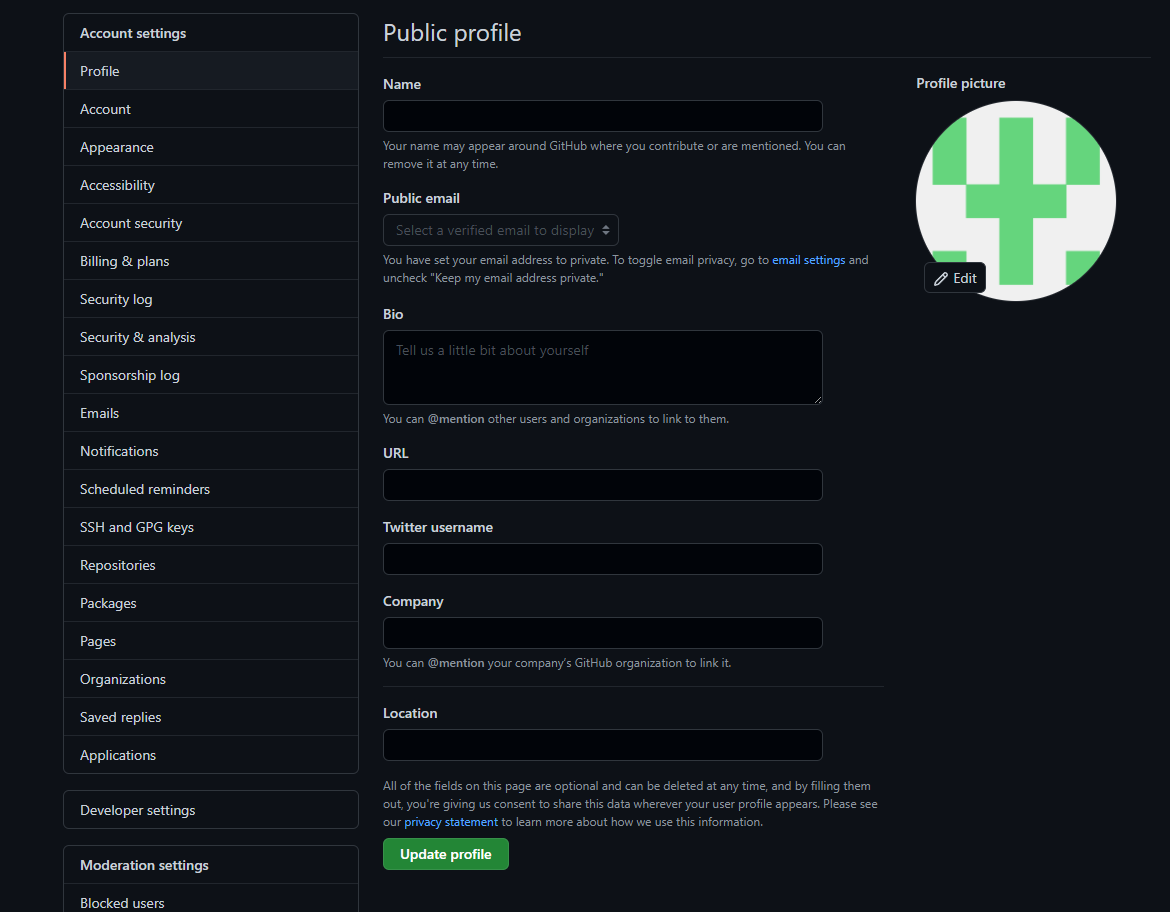 Account settings
Profile
Account
Appearance
Accessibility
Account security
Billing & plans
Security log
Security & analysis
Sponsorship log
Emails
Notifications
Scheduled reminders
SSH and GPG keys
Repositories
Packages
Pages
Organizations
Saved replies
Applications
Developer settings
Moderation settings
Blocked users
Public profile
Name
Your name may appear around GitHub where you contribute or are mentioned. You can
remove it at any time.
Public email
Select a verified email to display
You have set your email address to private. To toggle email privacy, go to email settings and
uncheck "Keep my email address private."
Bio
Tell us a little bit about yourself
You can @mention other users and organizations to link to them.
URL
Twitter username
Company
You can @mention your company's GitHub organization to link it.
Location
All of the fields on this page are optional and can be deleted at any time, and by filling them
out, you're giving us consent to share this data wherever your user profile appears. Please see
our privacy statement to learn more about how we use this information.
Update profile
Profile picture
Edit